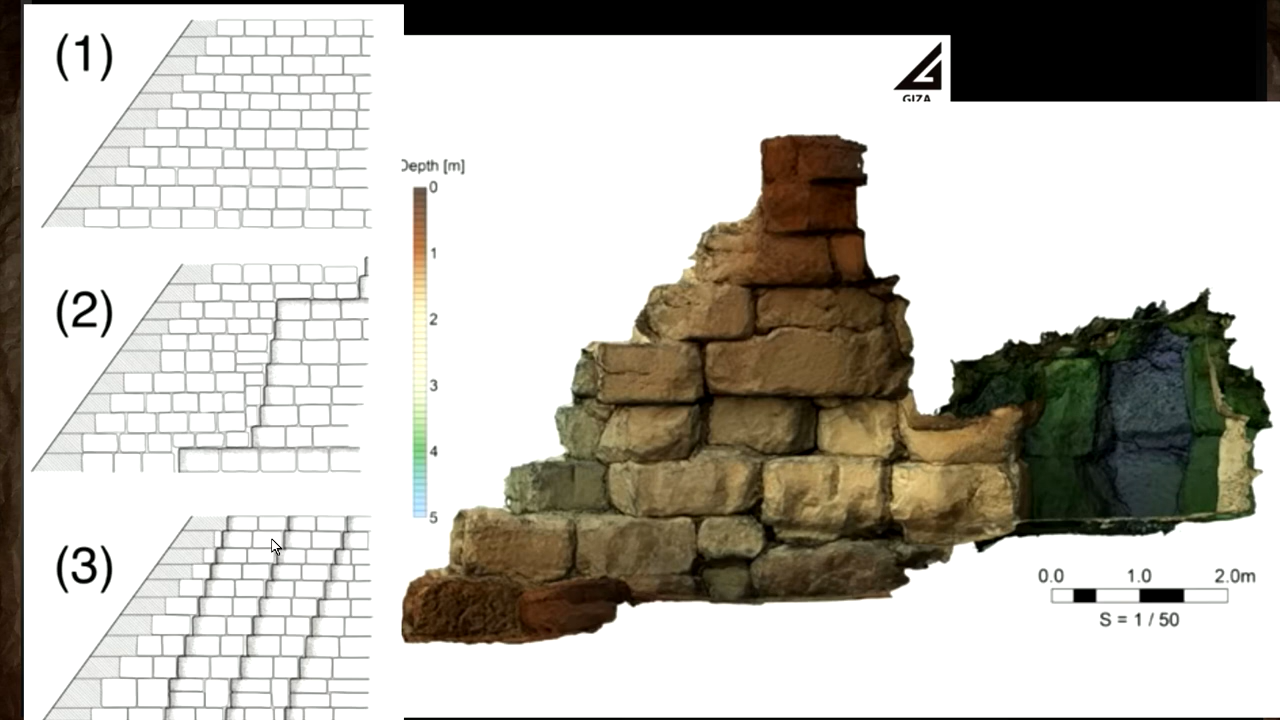 (1)
(2)
(3)
GIZA
Depth [m]
0
1
2
3
4
5
0.0 1.0 2.0m
S = 1 / 50